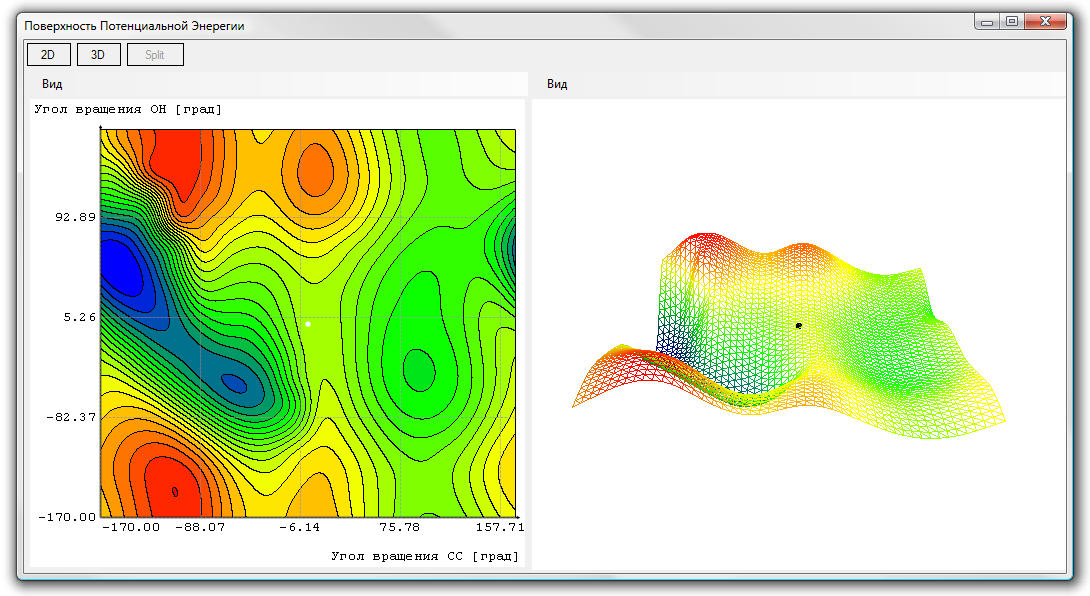 Поверхность Потенциальной Энерегии
2D 3D Split
Вид Вид
Угол вращения OH [град]
92.89
5.26
-82.37
-170.00
-170.00 -88.07 -6.14 75.78 157.71
Угол вращения CC [град]